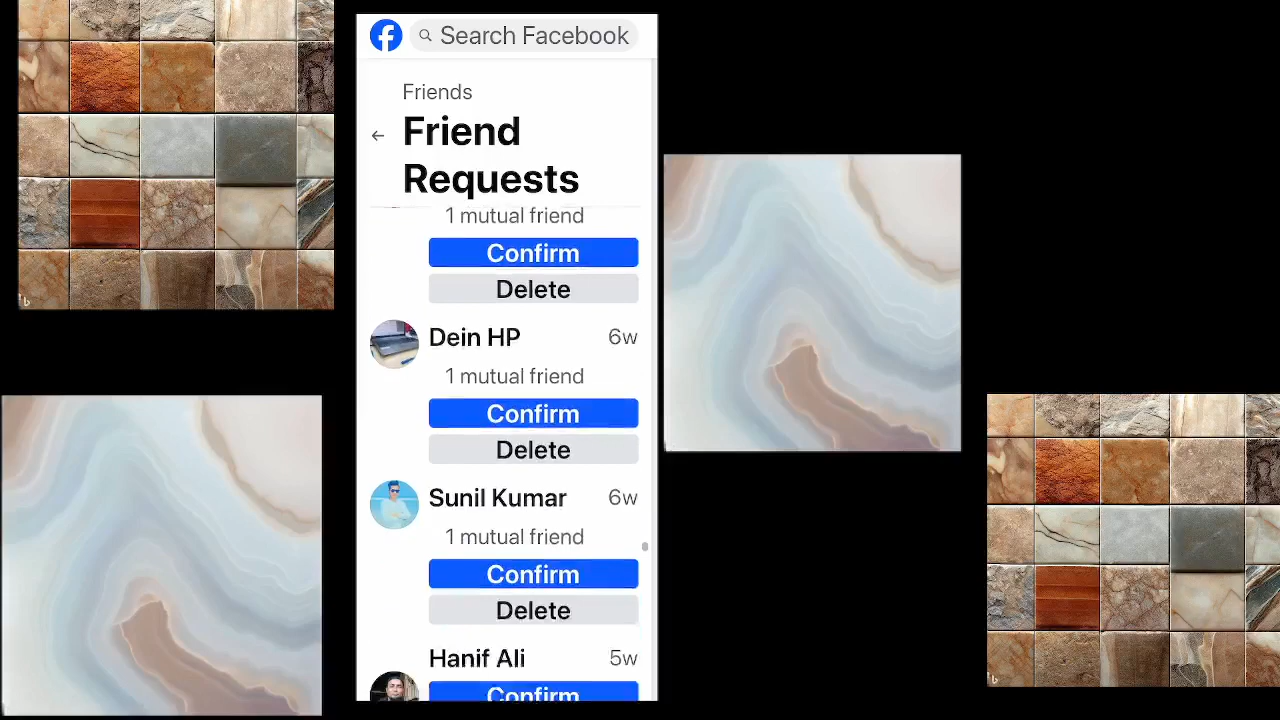 Search Facebook
Friends
Friend
Requests
1 mutual friend
Confirm
Delete
Dein HP 6w
1 mutual friend
Confirm
Delete
Sunil Kumar 6w
1 mutual friend
Confirm
Delete
Hanif Ali 5w
Confirm